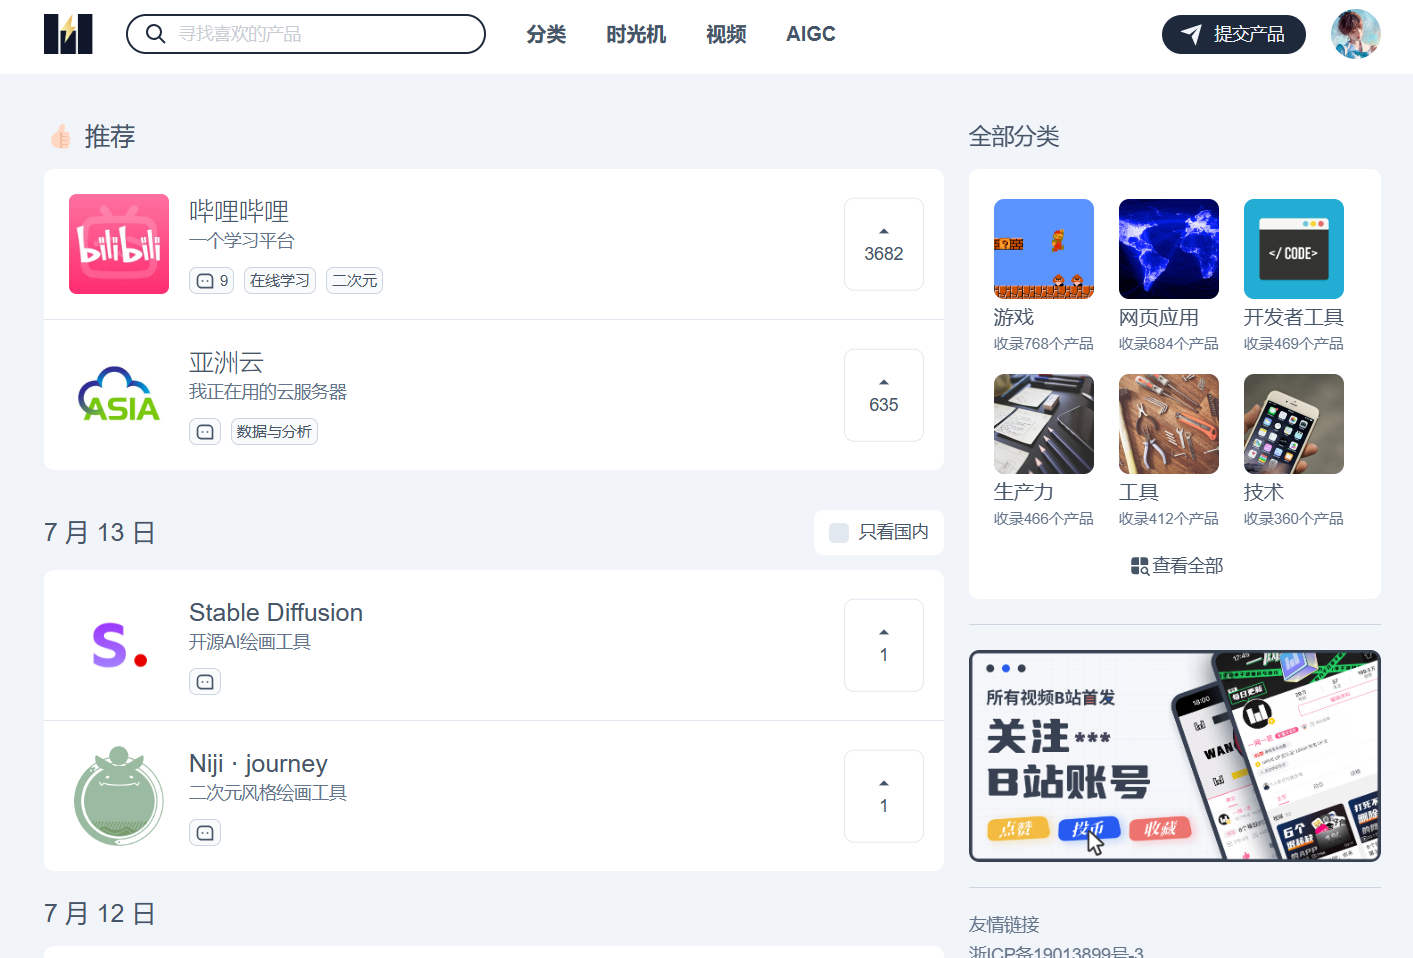 寻找喜欢的产品
分类
时光机
视频
AIGC
提交产品
推荐
bilibili
哔哩哔哩
一个学习平台
9
在线学习
二次元
3682
ASIA
亚洲云
我正在用的云服务器
数据与分析
635
7 月 13 日
只看国内
S.
Stable Diffusion
开源AI绘画工具
1
Niji · journey
二次元风格绘画工具
1
7 月 12 日
全部分类
</ CODE>
游戏
收录768个产品
网页应用
收录684个产品
开发者工具
收录469个产品
生产力
收录466个产品
工具
收录412个产品
技术
收录360个产品
查看全部
所有视频B站首发
关注***
B站账号
点赞
投币
收藏
18:00
17:45
每日更新
友情链接
浙ICP备19013899号-3